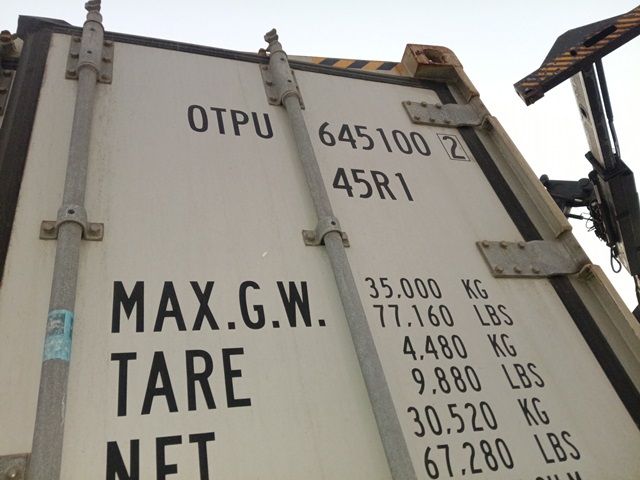 OTPU 645100 2
45R1
MAX.G.W. 35,000 KG
77,160 LBS
TARE 4,480 KG
9,880 LBS
NET 30,520 KG
67,280 LBS